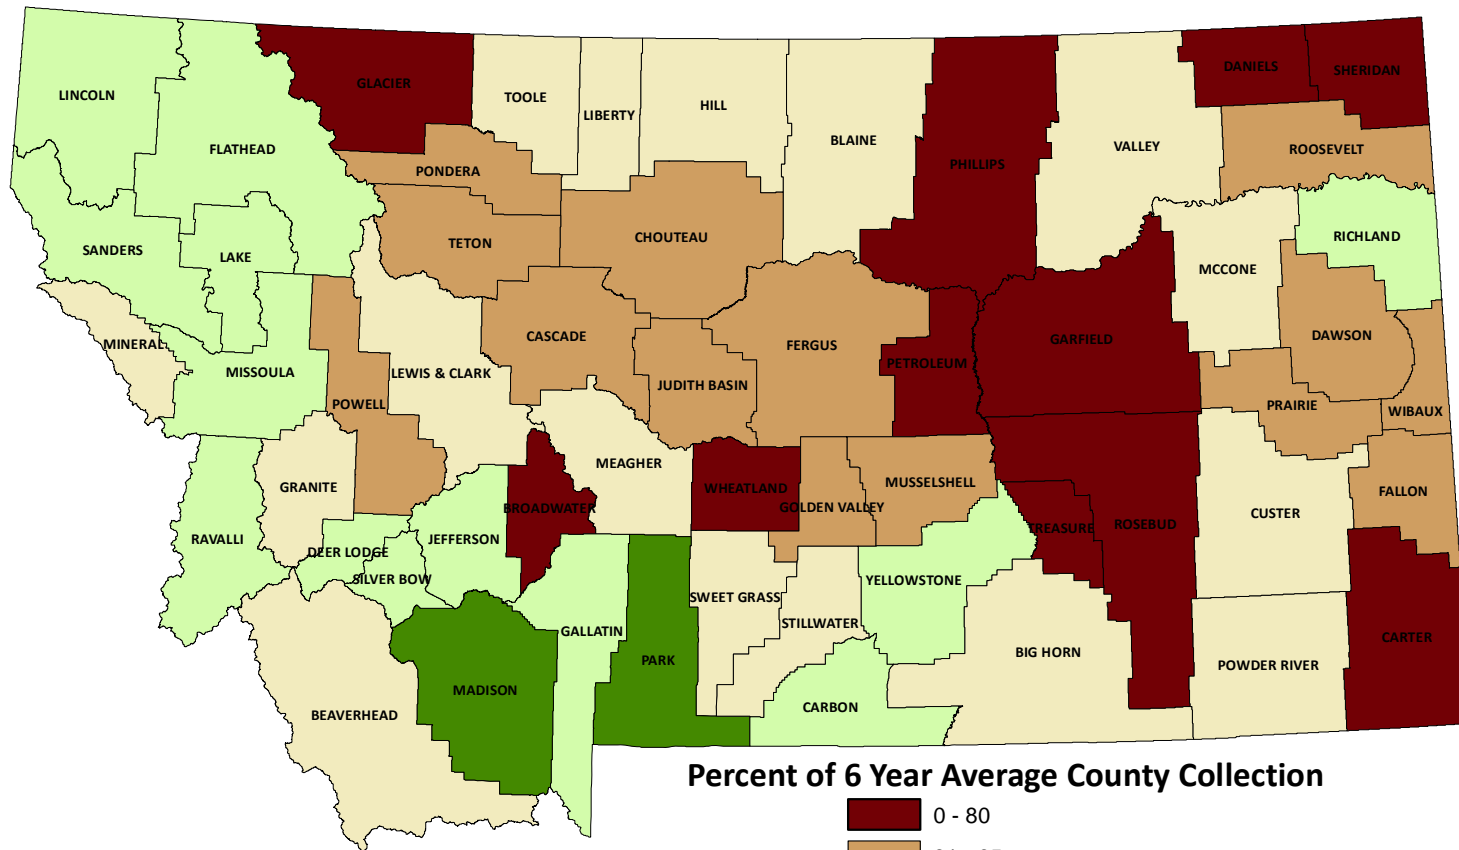 GLACIER
TOOLE
LIBERTY
HILL
BLAINE
PHILLIPS
VALLEY
DANIELS
SHERIDAN
LINCOLN
FLATHEAD
PONDERA
ROOSEVELT
SANDERS
LAKE
TETON
CHOUTEAU
MCCONE
RICHLAND
MINERAL
MISSOULA
POWELL
LEWIS & CLARK
CASCADE
JUDITH BASIN
FERGUS
PETROLEUM
GARFIELD
DAWSON
PRAIRIE
WIBAUX
GRANITE
MEAGHER
WHEATLAND
GOLDEN VALLEY
MUSSELSHELL
FALLON
RAVALLI
DEER LODGE
SILVER BOW
JEFFERSON
BROADWATER
TREASURE
ROSEBUD
CUSTER
SWEET GRASS
STILLWATER
YELLOWSTONE
GALLATIN
PARK
MADISON
BEAVERHEAD
CARBON
BIG HORN
POWDER RIVER
CARTER
Percent of 6 Year Average County Collection
0 - 80